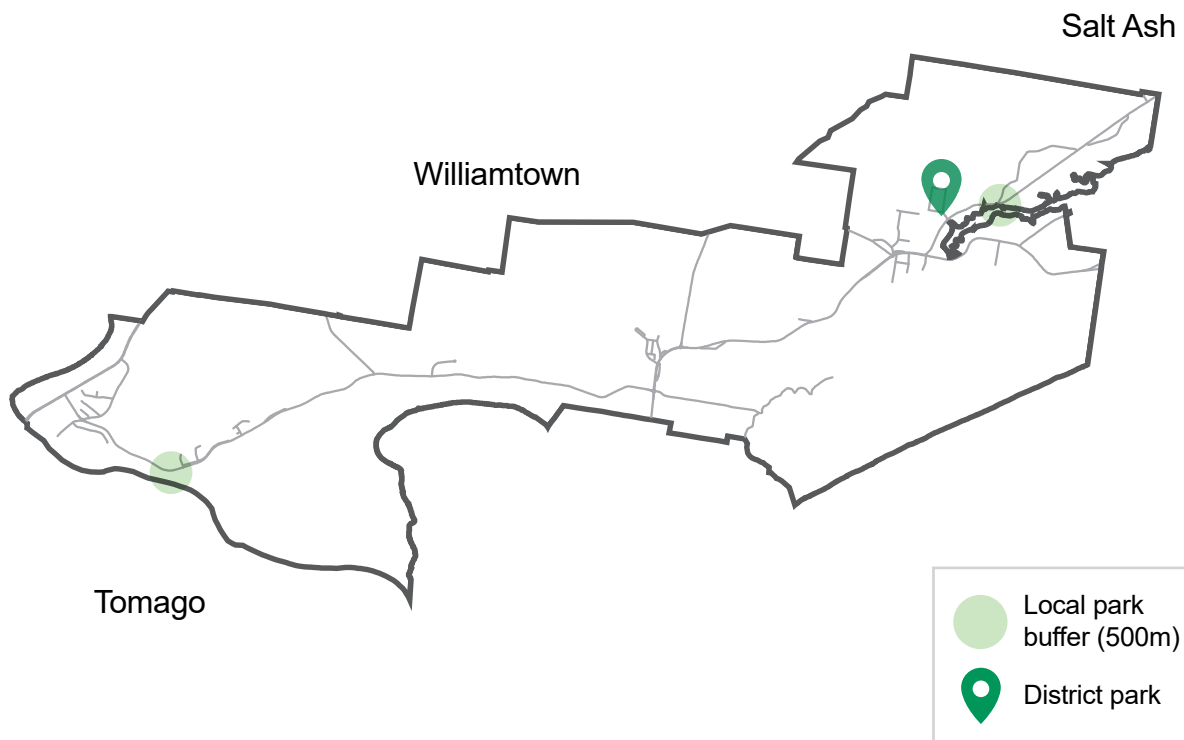 Salt Ash
Williamtown
Tomago
Local park
buffer (500m)
District park